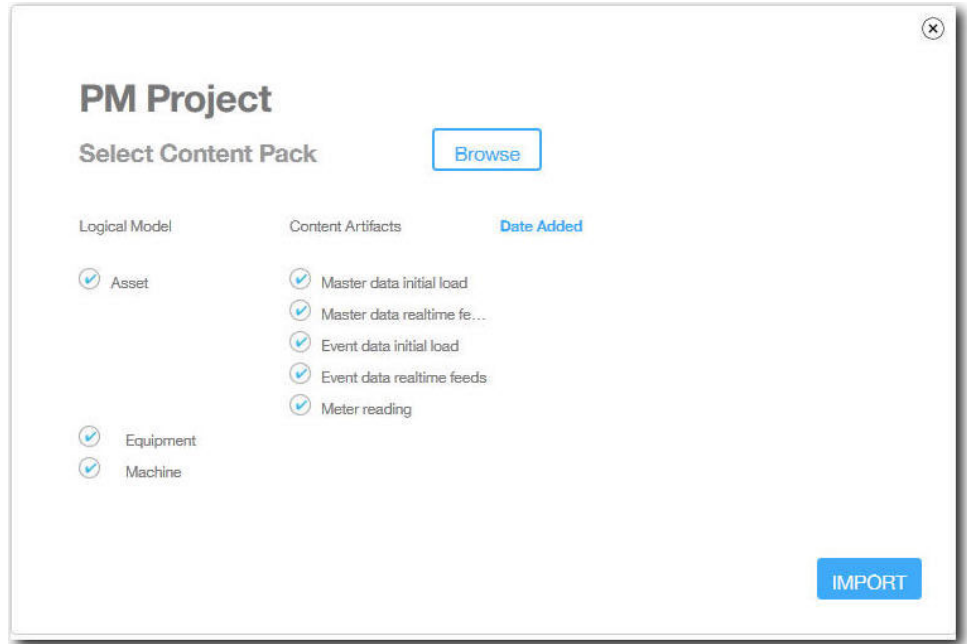 PM Project
Select Content Pack Browse
Logical Model Content Artifacts Date Added
Asset Master data initial load
Master data realtime fe...
Event data initial load
Event data realtime feeds
Meter reading
Equipment
Machine
IMPORT